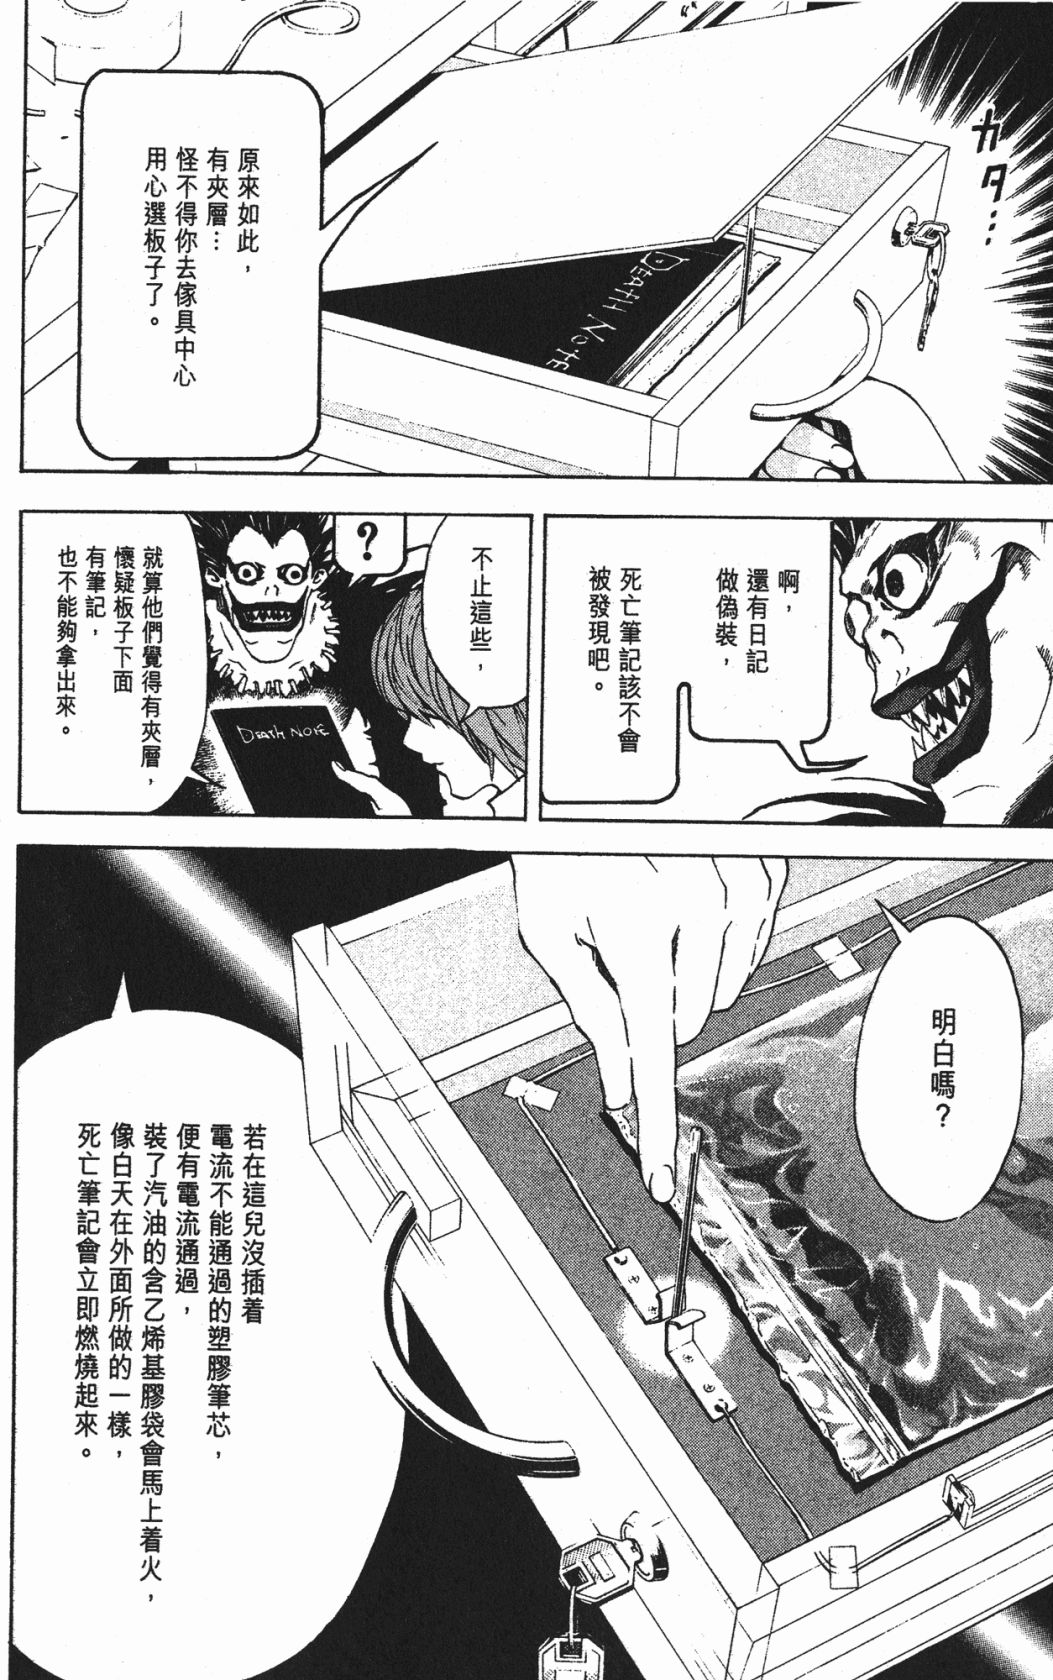 カタ…
原來如此，
有夾層…
怪不得你去傢具中心
用心選板子了。
DEATH NOTE
啊，
還有日記
做偽裝，
死亡筆記該不會
被發現吧。
不止這些，
?
就算他們覺得有夾層，
懷疑板子下面
有筆記，
也不能夠拿出來。
DEATH NOTE
明白嗎？
若在這兒沒插着
電流不能通過的塑膠筆芯，
便有電流通過，
裝了汽油的含乙烯基膠袋會馬上着火，
像白天在外面所做的一樣，
死亡筆記會立即燃燒起來。